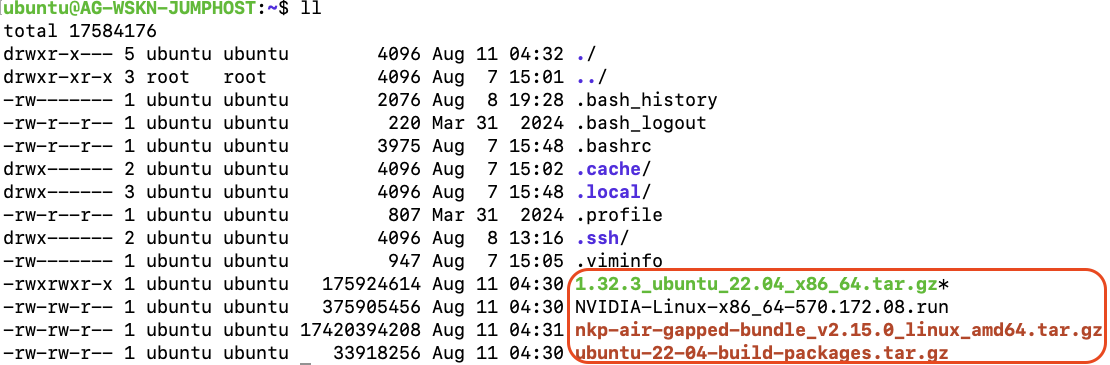 ubuntu@AG-WSKN-JUMPHOST:~$ ll
total 17584176
drwxr-x--- 5 ubuntu ubuntu        4096 Aug 11 04:32 ./
drwxr-xr-x 3 root   root          4096 Aug  7 15:01 ../
-rw------- 1 ubuntu ubuntu        2076 Aug  8 19:28 .bash_history
-rw-r--r-- 1 ubuntu ubuntu         220 Mar 31  2024 .bash_logout
-rw-r--r-- 1 ubuntu ubuntu        3975 Aug  7 15:48 .bashrc
drwx------ 2 ubuntu ubuntu        4096 Aug  7 15:02 .cache/
drwx------ 3 ubuntu ubuntu        4096 Aug  7 15:48 .local/
-rw-r--r-- 1 ubuntu ubuntu         807 Mar 31  2024 .profile
drwx------ 2 ubuntu ubuntu        4096 Aug  8 13:16 .ssh/
-rw------- 1 ubuntu ubuntu         947 Aug  7 15:05 .viminfo
-rwxrwxr-x 1 ubuntu ubuntu   175924614 Aug 11 04:30 1.32.3_ubuntu_22.04_x86_64.tar.gz*
-rw-rw-r-- 1 ubuntu ubuntu   375905456 Aug 11 04:30 NVIDIA-Linux-x86_64-570.172.08.run
-rw-rw-r-- 1 ubuntu ubuntu 17420394208 Aug 11 04:31 nkp-air-gapped-bundle_v2.15.0_linux_amd64.tar.gz
-rw-rw-r-- 1 ubuntu ubuntu    33918256 Aug 11 04:30 ubuntu-22-04-build-packages.tar.gz